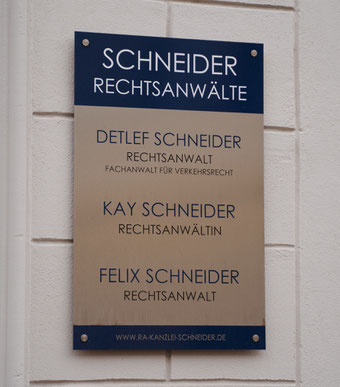 SCHNEIDER
RECHTSANWÄLTE
DETLEF SCHNEIDER
RECHTSANWALT
FACHANWALT FÜR VERKEHRSRECHT
KAY SCHNEIDER
RECHTSANWÄLTIN
FELIX SCHNEIDER
RECHTSANWALT
WWW.RA-KANZLEI-SCHNEIDER.DE